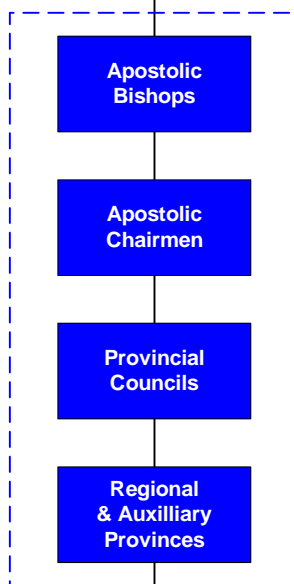 Apostolic
Bishops
Apostolic
Chairmen
Provincial
Councils
Regional
& Auxilliary
Provinces